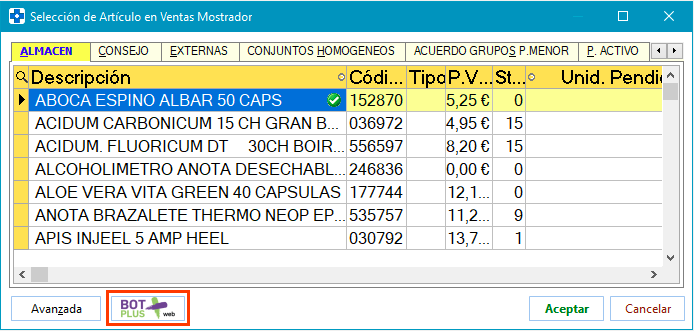 Selección de Artículo en Ventas Mostrador
ALMACEN CONSEJO EXTERNAS CONJUNTOS HOMOGENEOS ACUERDO GRUPOS P.MENOR P. ACTIVO
Descripción Códi... Tipo P.V... St... Unid. Pendie
ABOCA ESPINO ALBAR 50 CAPS 152870 5,25 € 0
ACIDUM CARBONICUM 15 CH GRAN B... 036972 4,95 € 15
ACIDUM. FLUORICUM DT 30CH BOIR... 556597 8,20 € 15
ALCOHOLIMETRO ANOTA DESECHABL... 246836 0,00 € 0
ALOE VERA VITA GREEN 40 CAPSULAS 177744 12,1... 0
ANOTA BRAZALETE THERMO NEOP EP... 535757 11,2... 9
APIS INJEEL 5 AMP HEEL 030792 13,7... 1
Avanzada BOT PLUS web Aceptar Cancelar